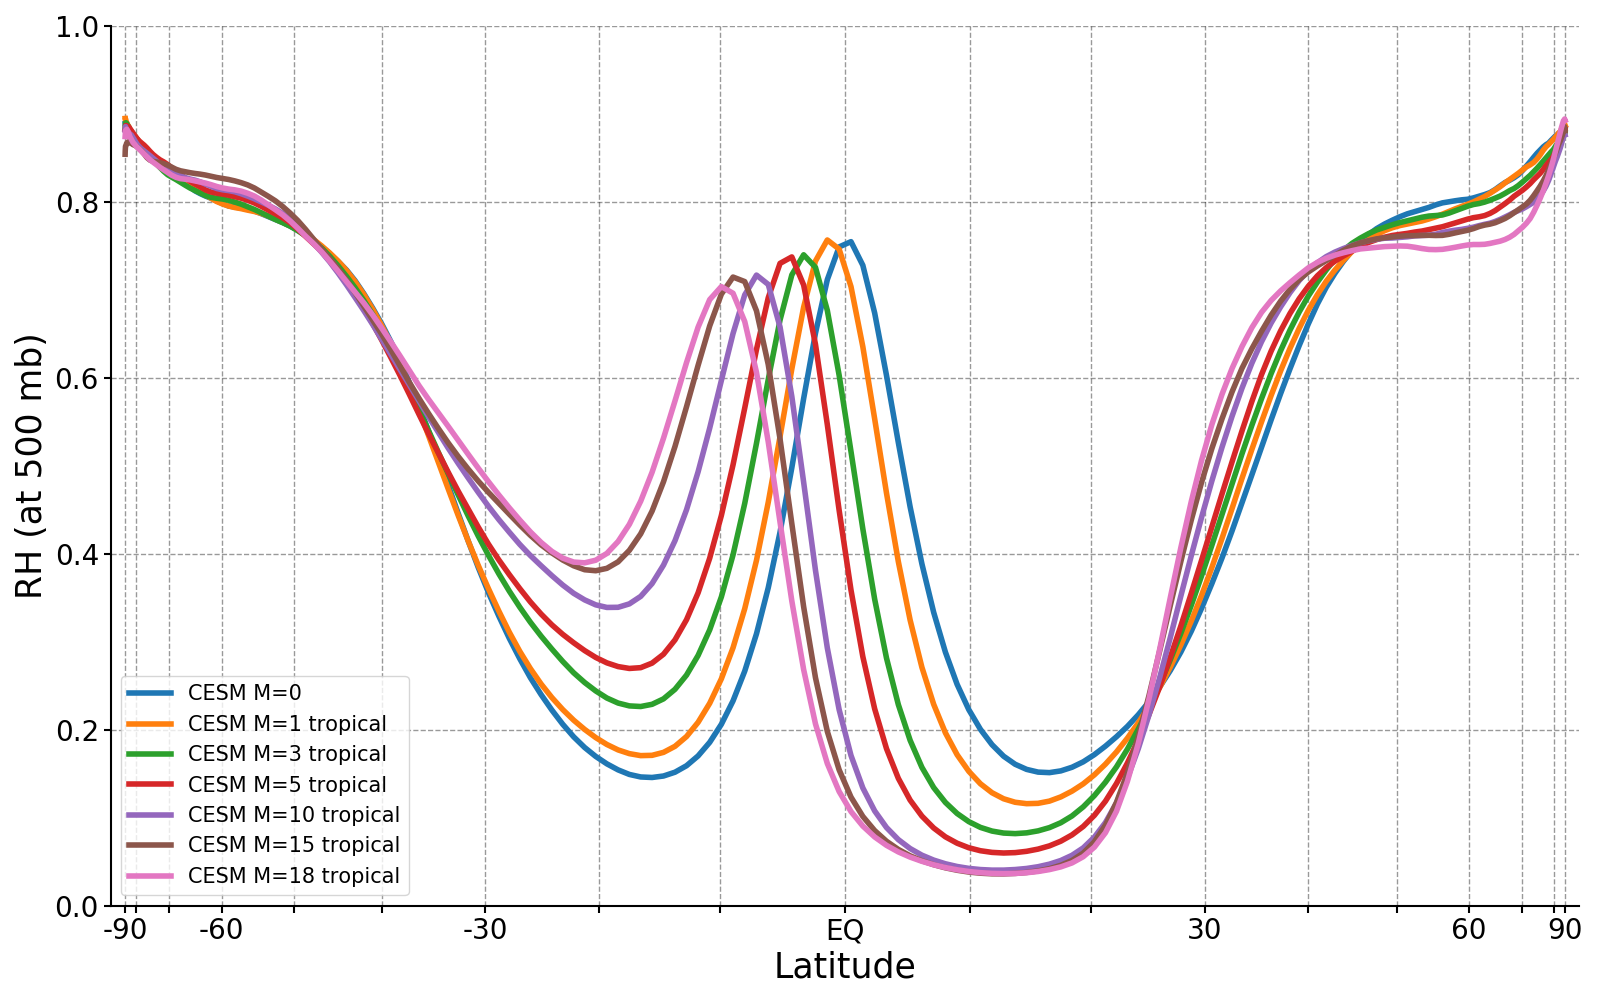 1.0
0.8
0.6
0.4
0.2
0.0
RH (at 500 mb)
CESM M=0
CESM M=1 tropical
CESM M=3 tropical
CESM M=5 tropical
CESM M=10 tropical
CESM M=15 tropical
CESM M=18 tropical
-90 -60 -30 EQ 30 60 90
Latitude